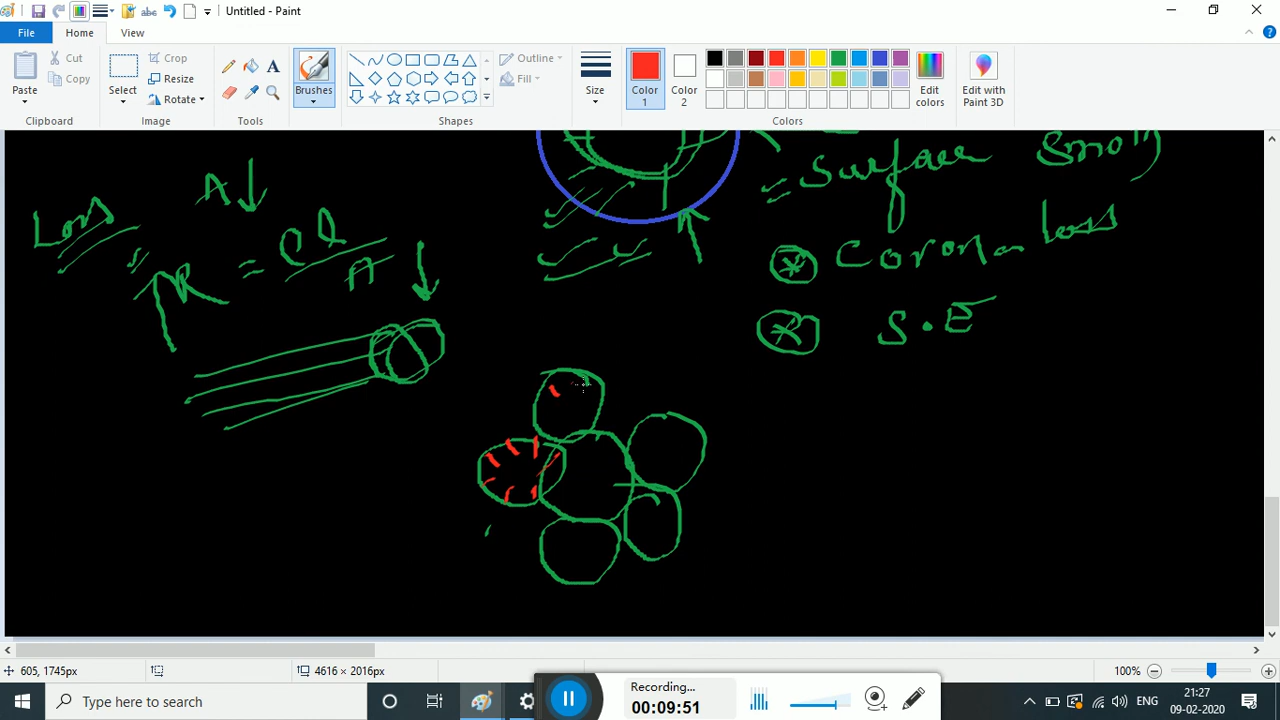 Untitled - Paint
File Home View
Paste
Cut
Copy
Clipboard
Select
Crop
Resize
Rotate
Image
A
Tools
Brushes
Outline
Fill
Shapes
Size
Color 1
Color 2
Edit colors
Edit with Paint 3D
Colors
Surface
Loss
A↓
R = ρl/A ↓
Corona loss
S.E
605, 1745px
4616 × 2016px
100%
Type here to search
Recording...
00:09:51
ENG
21:27
09-02-2020